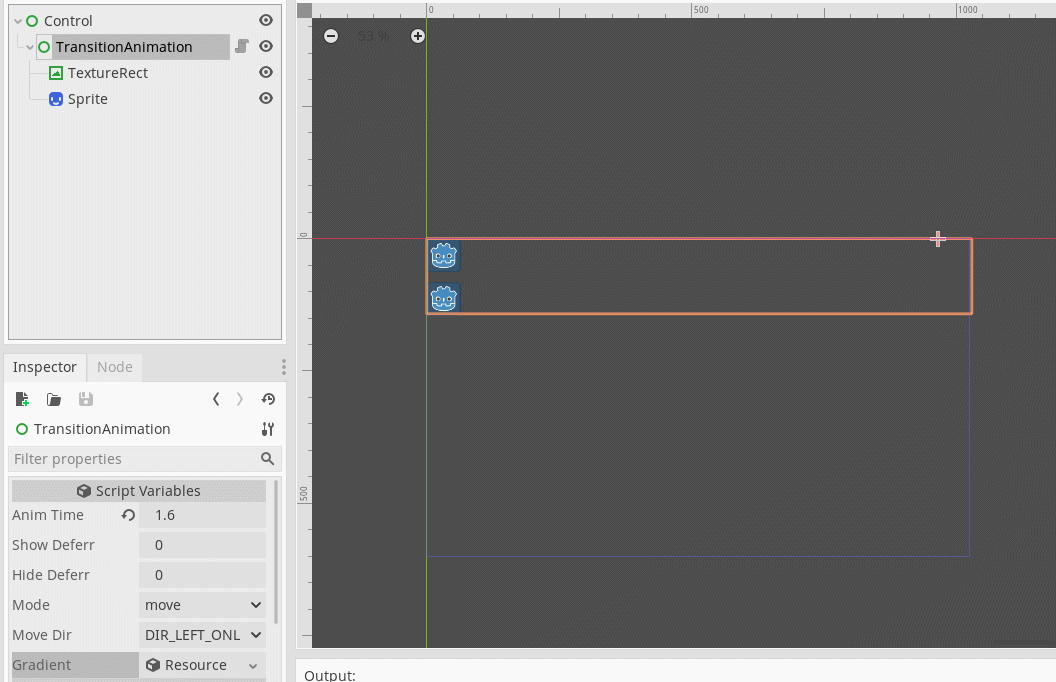 Control
TransitionAnimation
TextureRect
Sprite
Inspector
Node
TransitionAnimation
Filter properties
Script Variables
Anim Time 1.6
Show Deferr 0
Hide Deferr 0
Mode move
Move Dir DIR_LEFT_ONL
Gradient Resource
0 500 1000
53 %
0
500
Output: